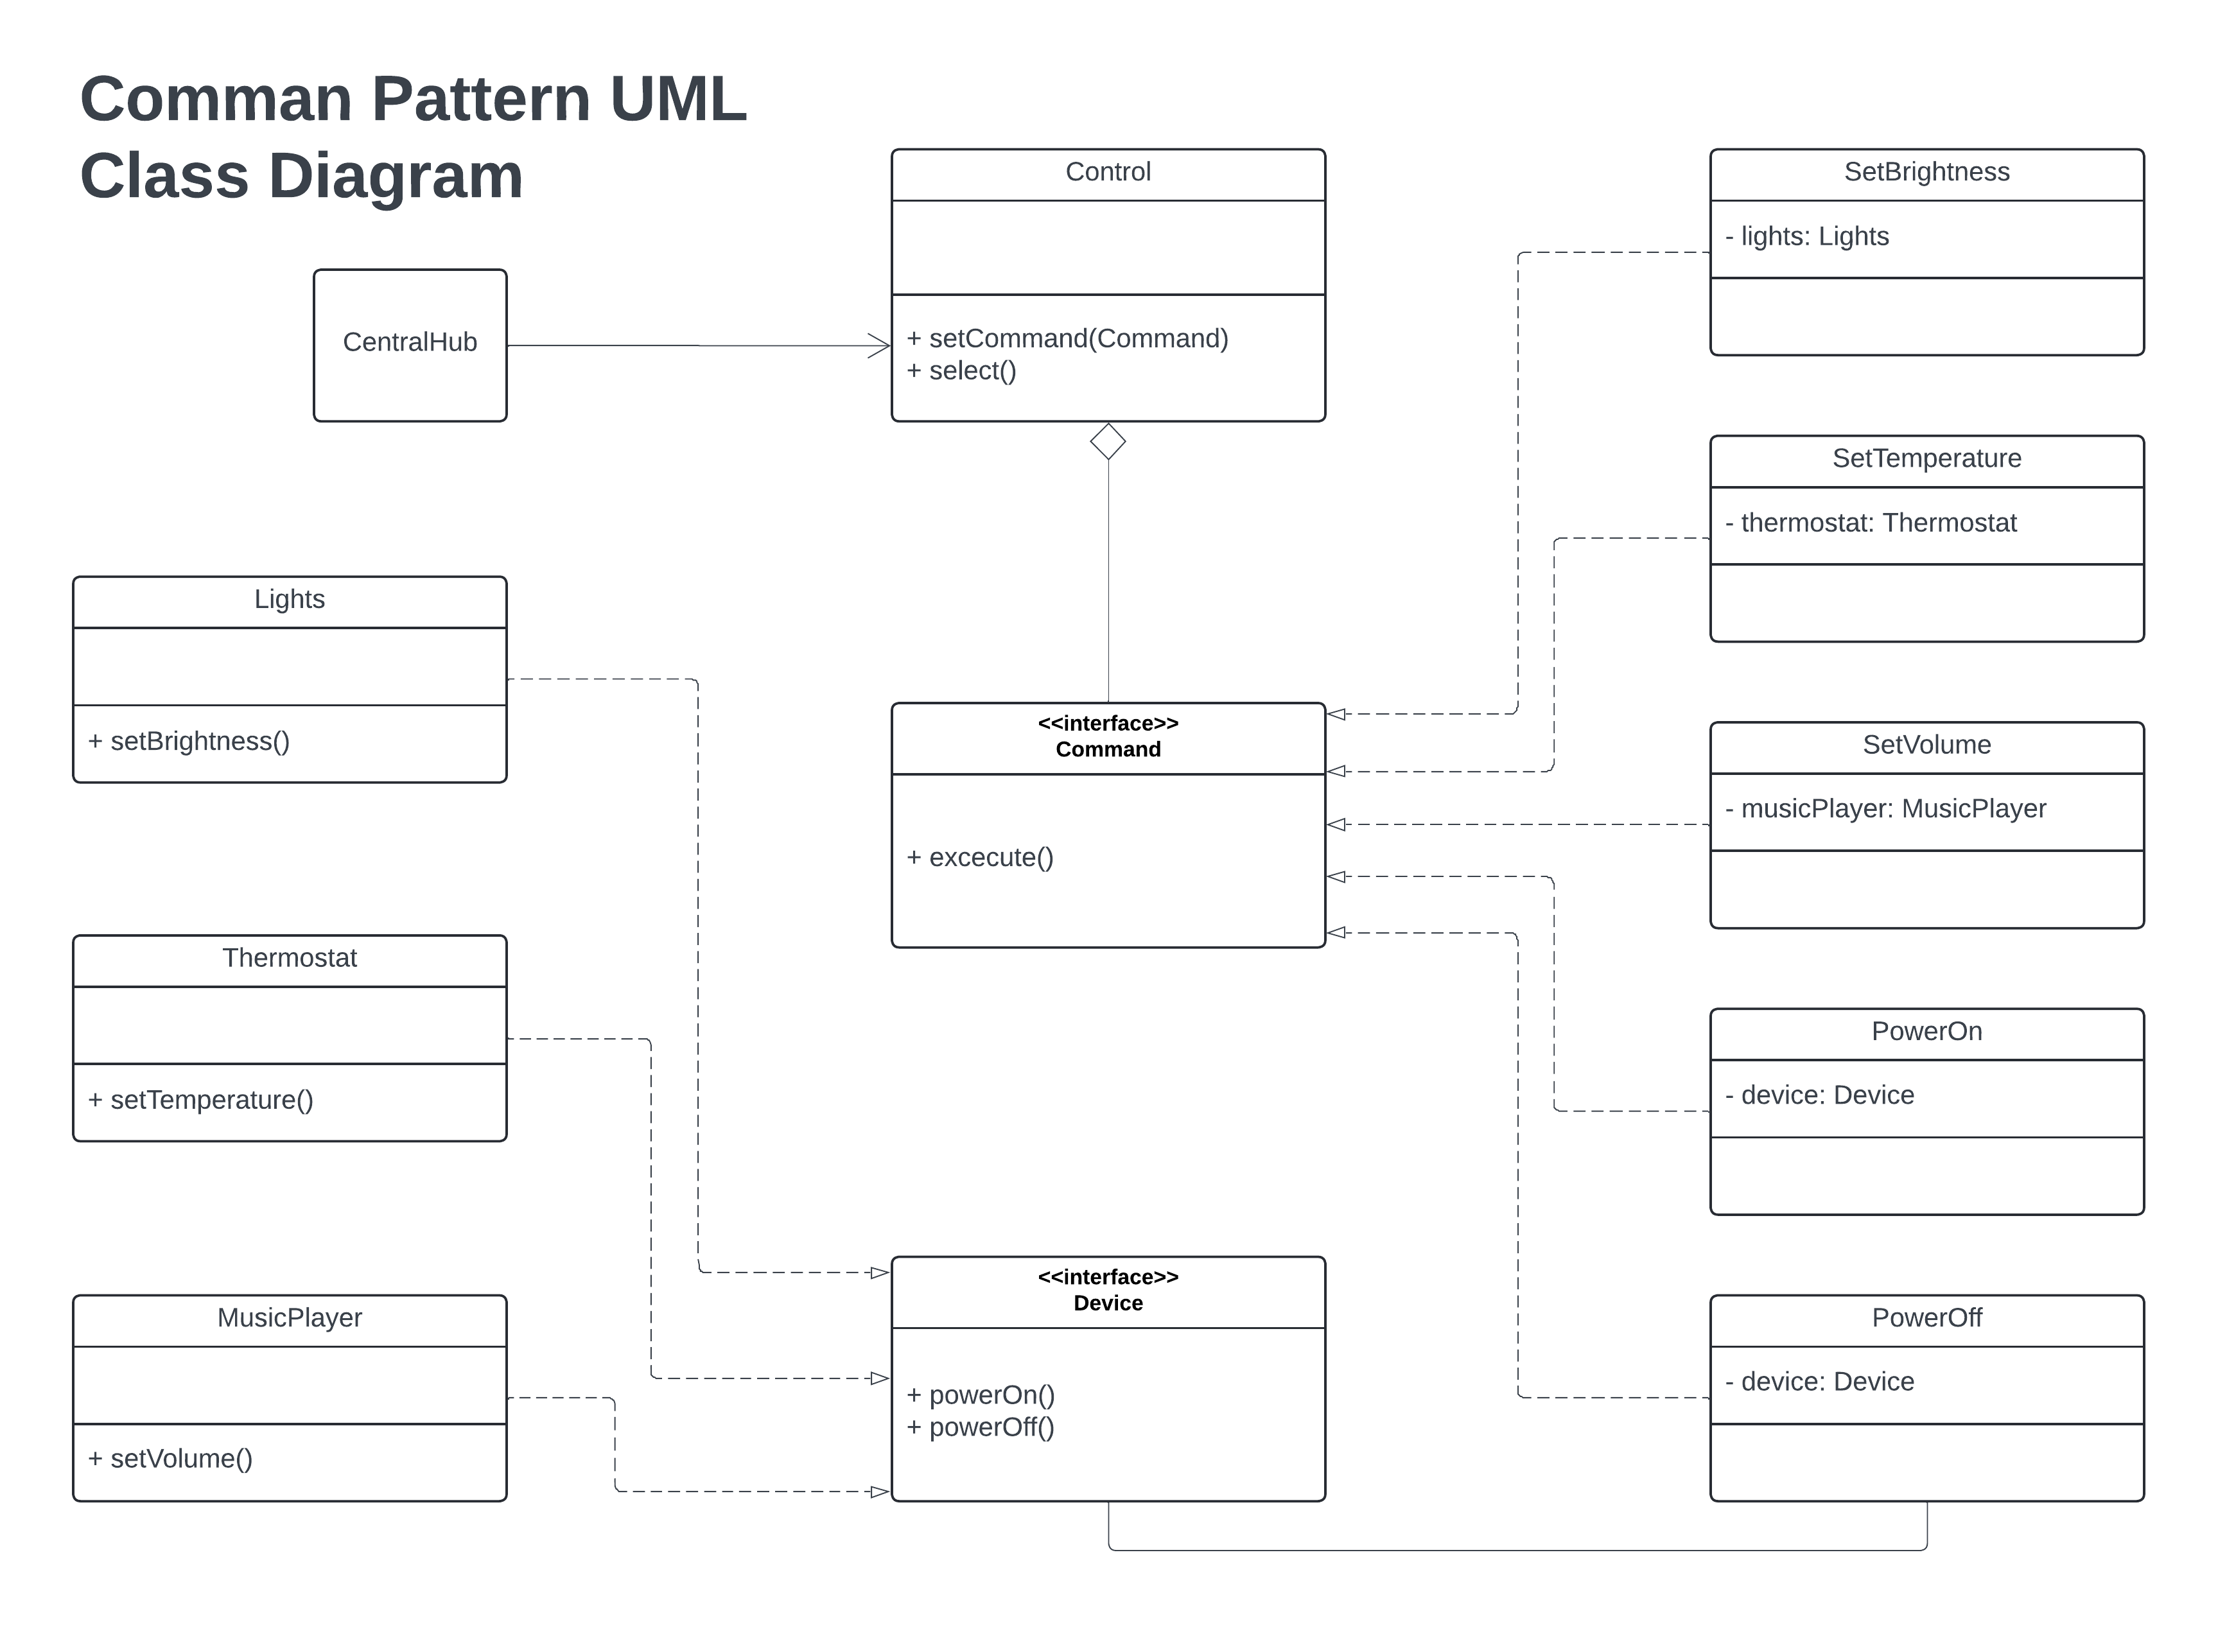 Comman Pattern UML
Class Diagram
Control
+ setCommand(Command)
+ select()
CentralHub
SetBrightness
- lights: Lights
SetTemperature
- thermostat: Thermostat
Lights
+ setBrightness()
<<interface>>
Command
+ excecute()
SetVolume
- musicPlayer: MusicPlayer
Thermostat
+ setTemperature()
PowerOn
- device: Device
MusicPlayer
+ setVolume()
<<interface>>
Device
+ powerOn()
+ powerOff()
PowerOff
- device: Device